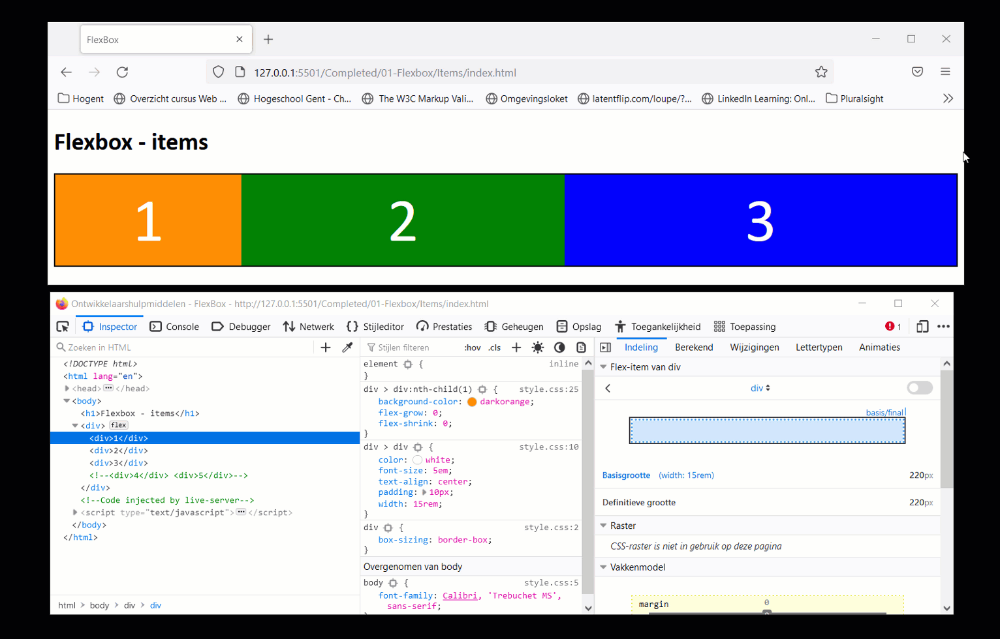 FlexBox
127.0.0.1:5501/Completed/01-Flexbox/Items/index.html
Hogent Overzicht cursus Web ... Hogeschool Gent - Ch... The W3C Markup Vali... Omgevingsloket latentflip.com/loupe/?... LinkedIn Learning: Onl... Pluralsight
Flexbox - items
1 2 3
Ontwikkelaarshulpmiddelen - FlexBox - http://127.0.0.1:5501/Completed/01-Flexbox/Items/index.html
Inspector Console Debugger Netwerk Stijleditor Prestaties Geheugen Opslag Toegankelijkheid Toepassing 1
Zoeken in HTML
<!DOCTYPE html>
<html lang="en">
<head> ··· </head>
<body>
<h1>Flexbox - items</h1>
<div> flex
<div>1</div>
<div>2</div>
<div>3</div>
<!--<div>4</div> <div>5</div>-->
</div>
<!--Code injected by live-server-->
<script type="text/javascript"> ··· </script>
</body>
</html>
html > body > div > div
Stijlen filteren :hov .cls
element { inline
}
div > div:nth-child(1) { style.css:25
background-color: darkorange;
flex-grow: 0;
flex-shrink: 0;
}
div > div { style.css:10
color: white;
font-size: 5em;
text-align: center;
padding: 10px;
width: 15rem;
}
div { style.css:2
box-sizing: border-box;
}
Overgenomen van body
body { style.css:5
font-family: Calibri, 'Trebuchet MS',
sans-serif;
Indeling Berekend Wijzigingen Lettertypen Animaties
Flex-item van div
div
basis/final
Basisgrootte (width: 15rem) 220px
Definitieve grootte 220px
Raster
CSS-raster is niet in gebruik op deze pagina
Vakkenmodel
margin 0